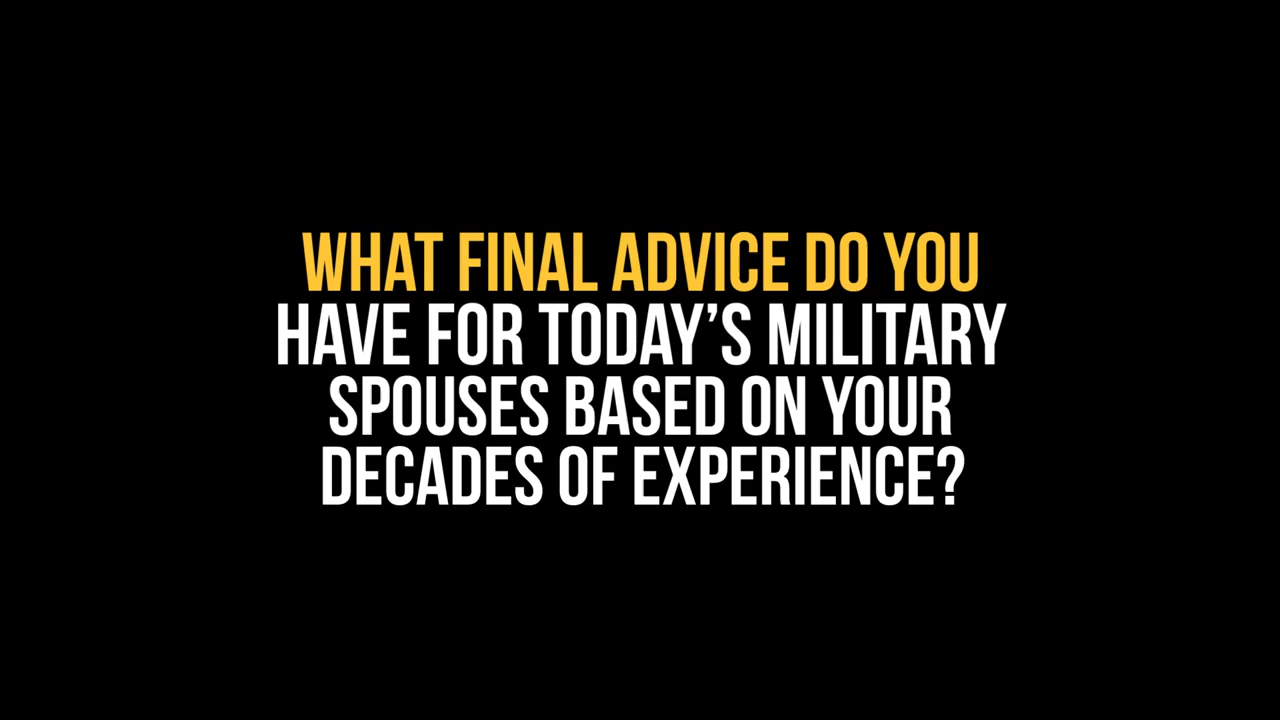 WHAT FINAL ADVICE DO YOU
HAVE FOR TODAY’S MILITARY
SPOUSES BASED ON YOUR
DECADES OF EXPERIENCE?